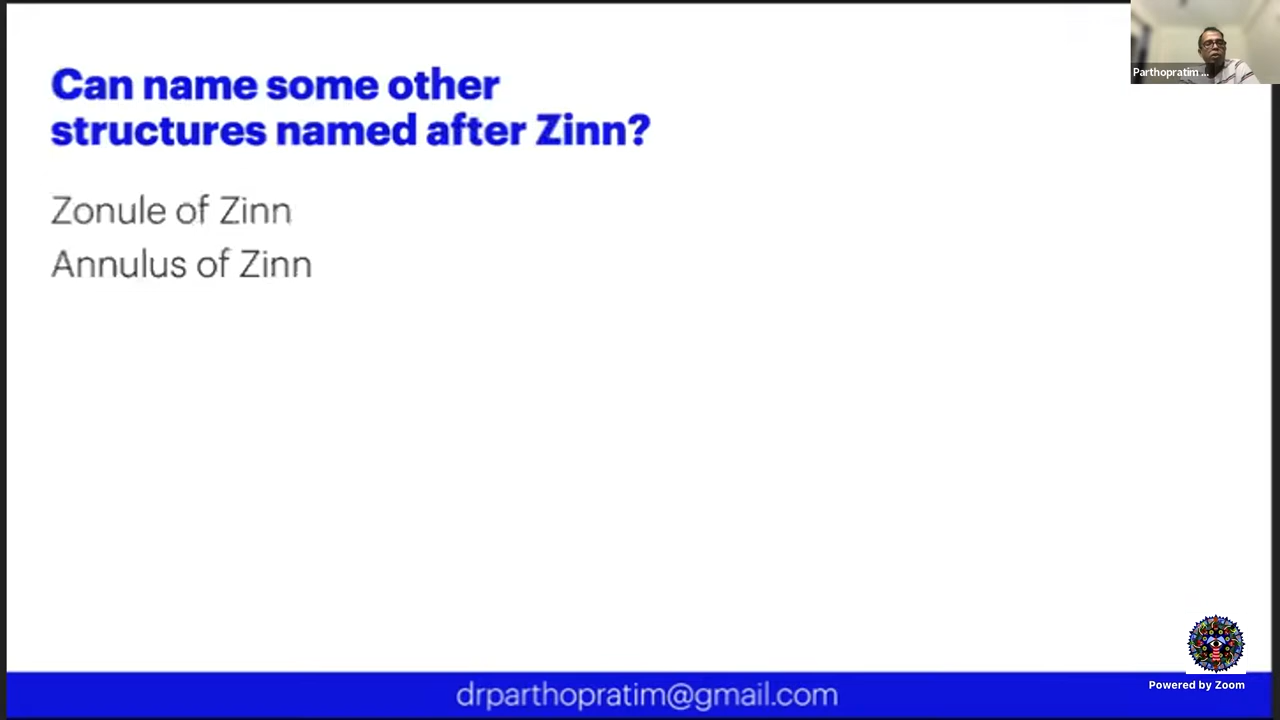 Can name some other
structures named after Zinn?
Zonule of Zinn
Annulus of Zinn
Parthopratim ...
drparthopratim@gmail.com
Powered by Zoom